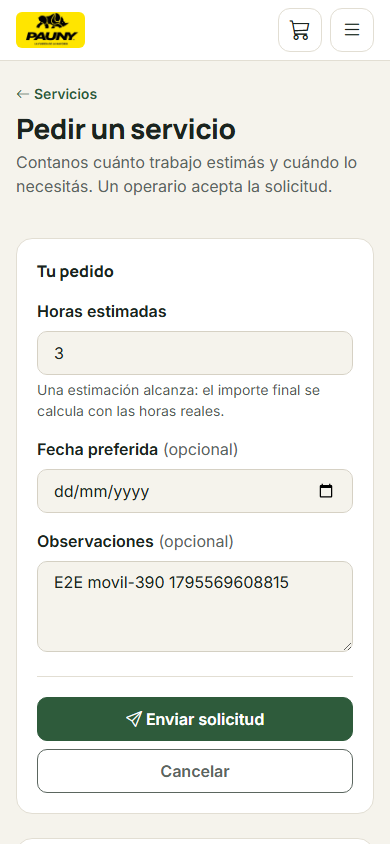 PAUNY
← Servicios
Pedir un servicio
Contanos cuánto trabajo estimás y cuándo lo
necesitás. Un operario acepta la solicitud.
Tu pedido
Horas estimadas
3
Una estimación alcanza: el importe final se
calcula con las horas reales.
Fecha preferida (opcional)
dd/mm/yyyy
Observaciones (opcional)
E2E movil-390 1795569608815
Enviar solicitud
Cancelar